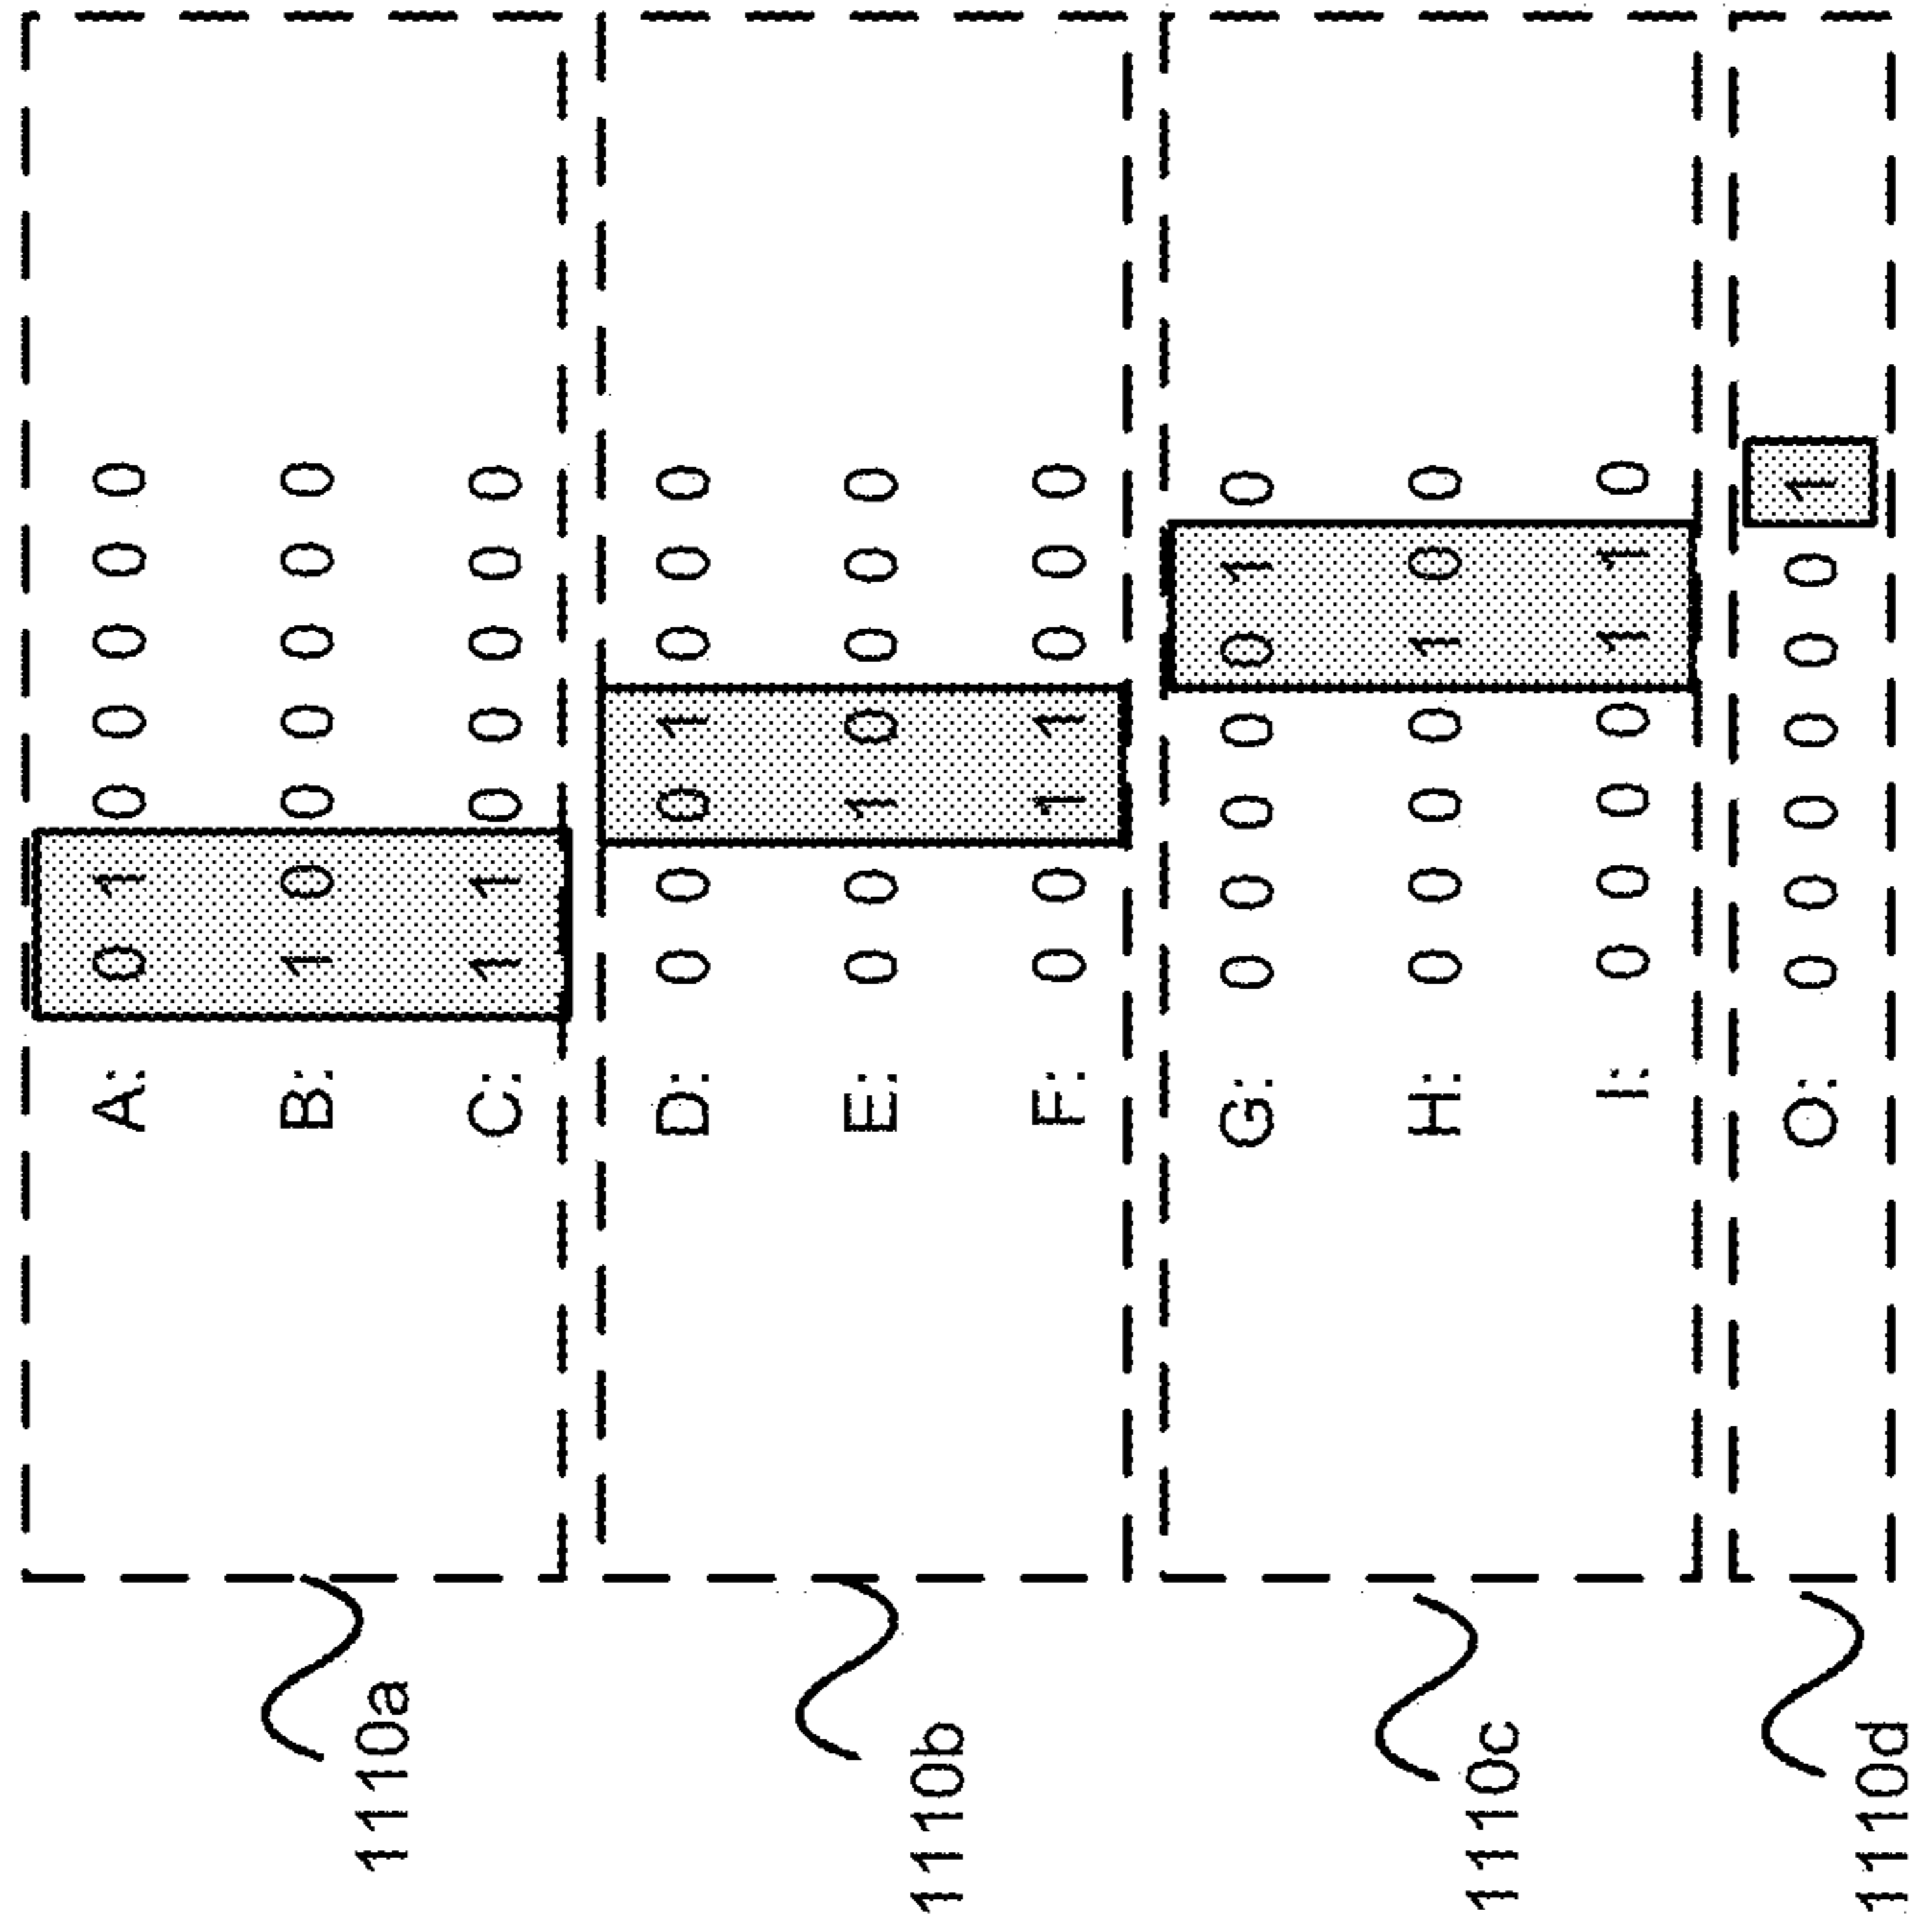 1110a
A: 0 1 0 0 0 0 0
B: 1 0 0 0 0 0 0
C: 1 1 0 0 0 0 0
1110b
D: 0 0 0 1 0 0 0
E: 0 0 1 0 0 0 0
F: 0 0 1 1 0 0 0
1110c
G: 0 0 0 0 0 1 0
H: 0 0 0 0 1 0 0
I: 0 0 0 0 1 1 0
1110d
O: 0 0 0 0 0 0 1